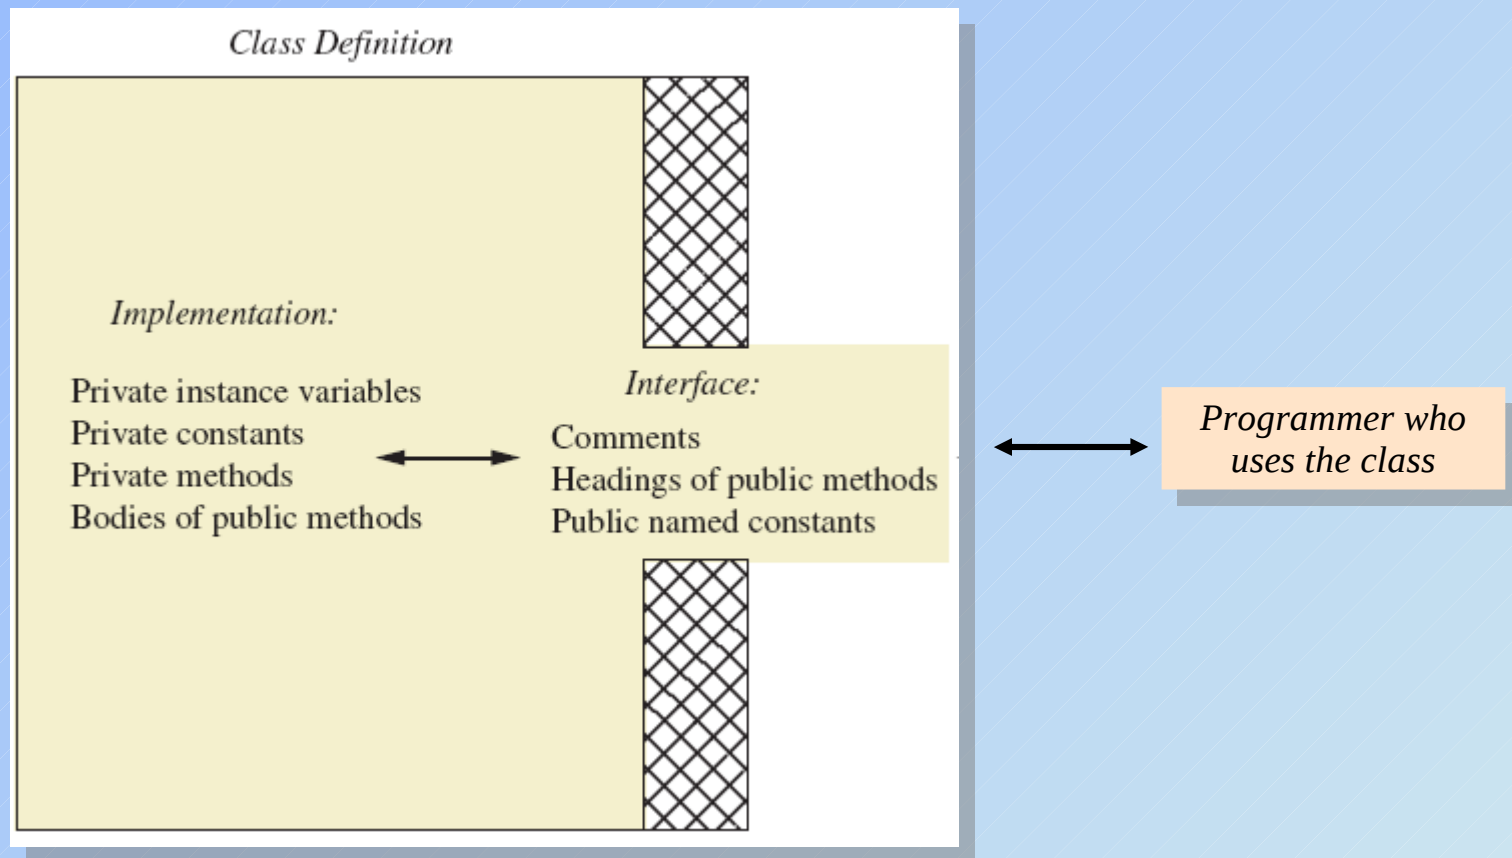 Class Definition
Implementation:
Private instance variables
Private constants
Private methods
Bodies of public methods
Interface:
Comments
Headings of public methods
Public named constants
Programmer who
uses the class